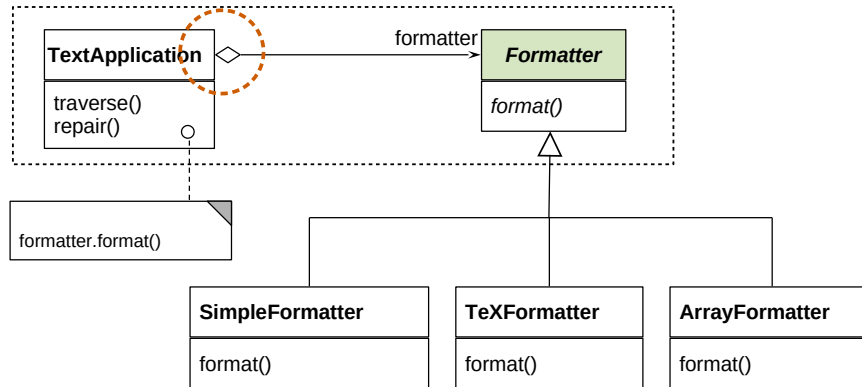 formatter
TextApplication
Formatter
traverse()
repair()
format()
formatter.format()
SimpleFormatter
TeXFormatter
ArrayFormatter
format()
format()
format()